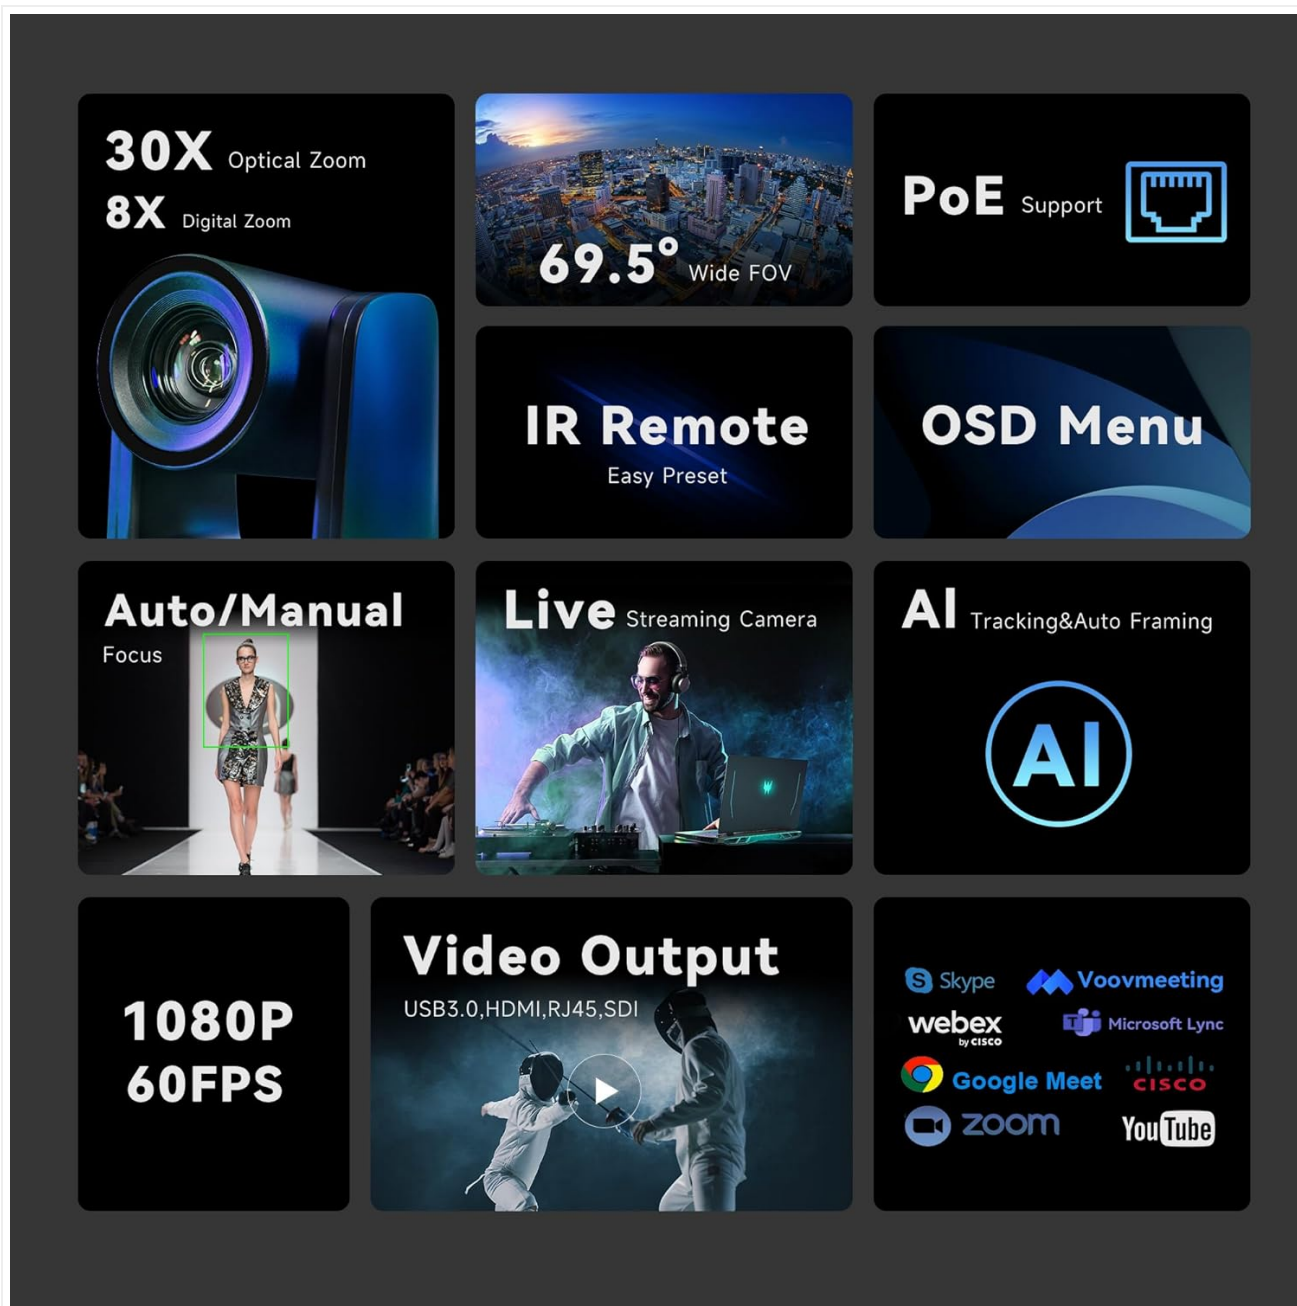 30X Optical Zoom
8X Digital Zoom
69.5° Wide FOV
PoE Support
IR Remote
Easy Preset
OSD Menu
Auto/Manual
Focus
Live Streaming Camera
AI Tracking&Auto Framing
AI
1080P
60FPS
Video Output
USB3.0,HDMI,RJ45,SDI
S Skype
Voovmeeting
webex
by CISCO
T Microsoft Lync
Google Meet
CISCO
zoom
YouTube